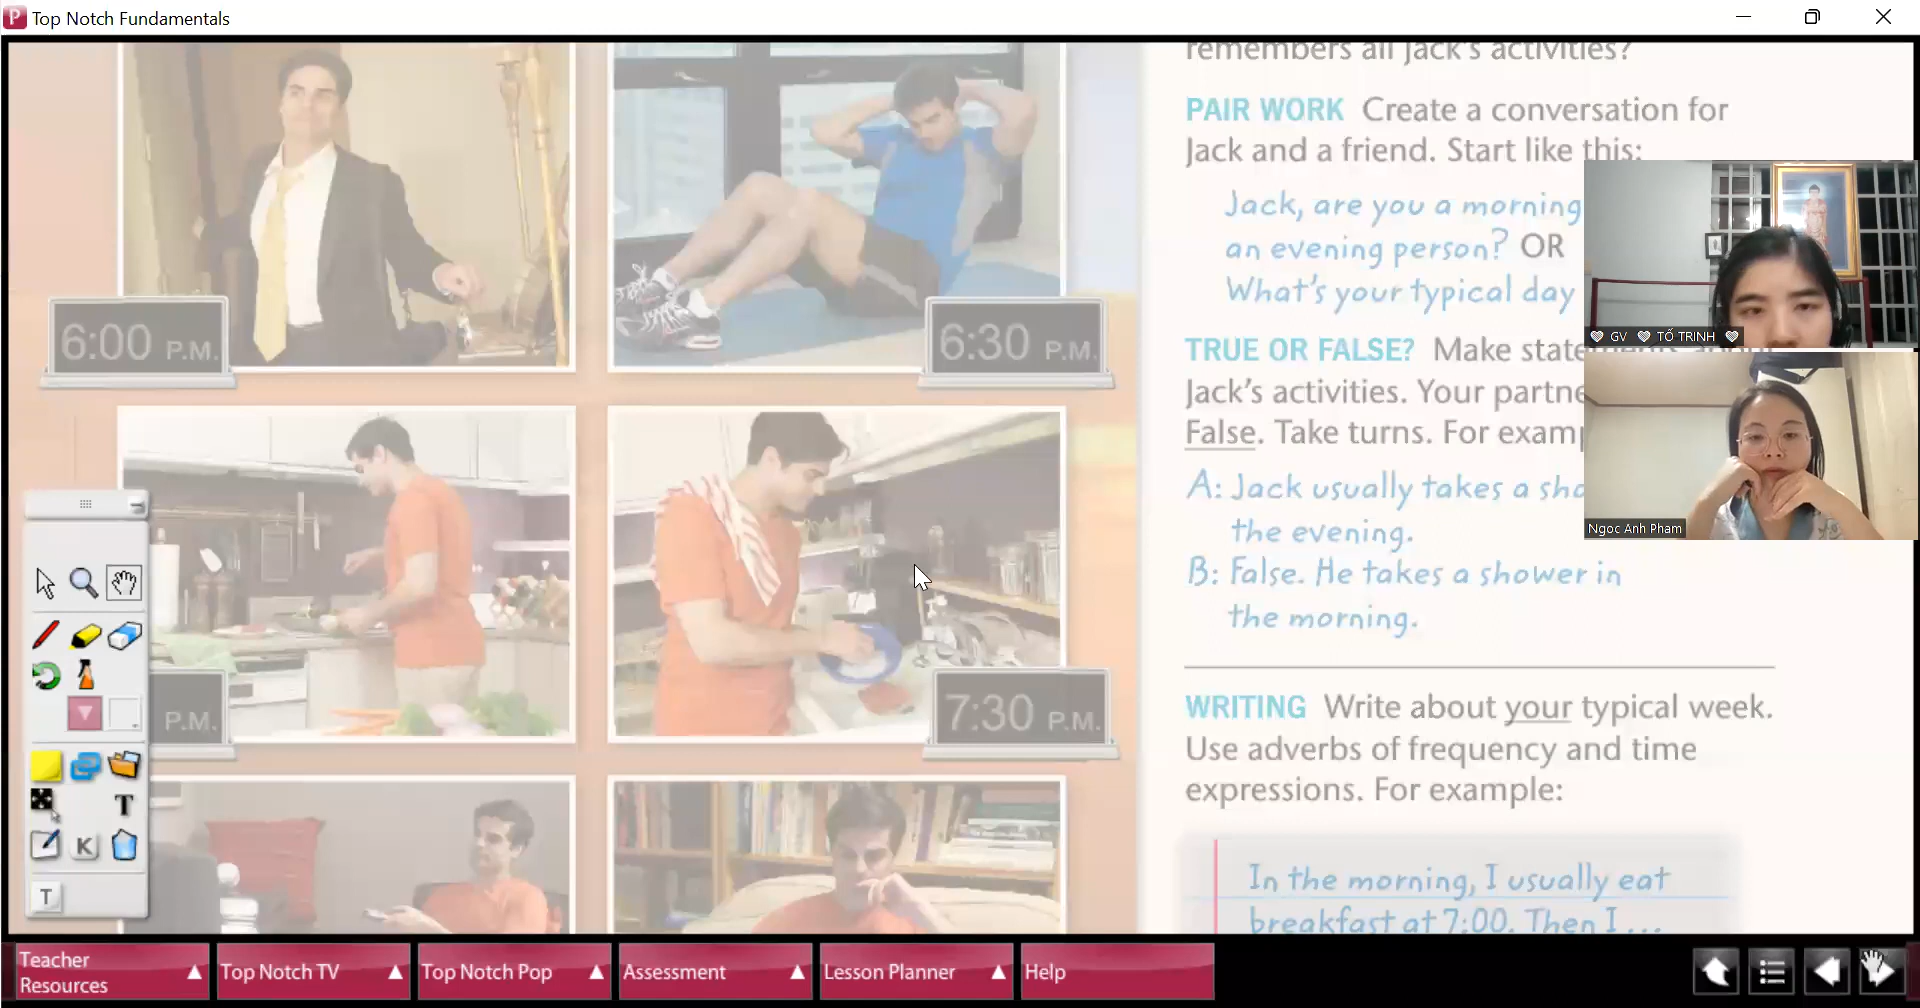 Top Notch Fundamentals
remembers all Jack's activities?
PAIR WORK Create a conversation for
Jack and a friend. Start like this:
Jack, are you a morning
an evening person? OR
What's your typical day
TRUE OR FALSE? Make statements about
Jack's activities. Your partne
False. Take turns. For examp
A: Jack usually takes a sho
the evening.
B: False. He takes a shower in
the morning.
WRITING Write about your typical week.
Use adverbs of frequency and time
expressions. For example:
In the morning, I usually eat
breakfast at 7:00. Then I ...
6:00 P.M.
6:30 P.M.
P.M.
7:30 P.M.
GV TỐ TRINH
Ngoc Anh Pham
T
K
T
Teacher
Resources
Top Notch TV
Top Notch Pop
Assessment
Lesson Planner
Help